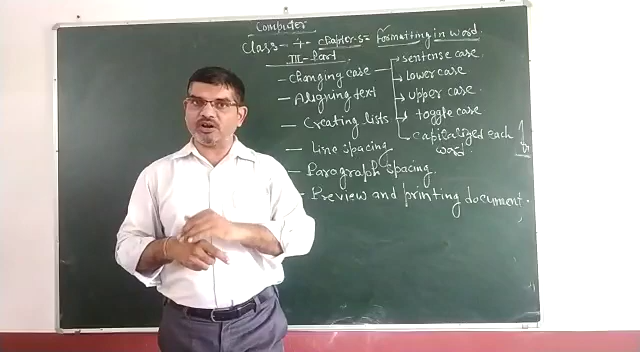 Computer
Class - 4 - chapter-5 = Formatting in word
III - Part
- Changing case - sentense case
lower case
- Aligning text
upper case.
- Creating lists
toggle case
capitalized each word
- Line spacing
- Paragraph spacing.
- Preview and printing document.